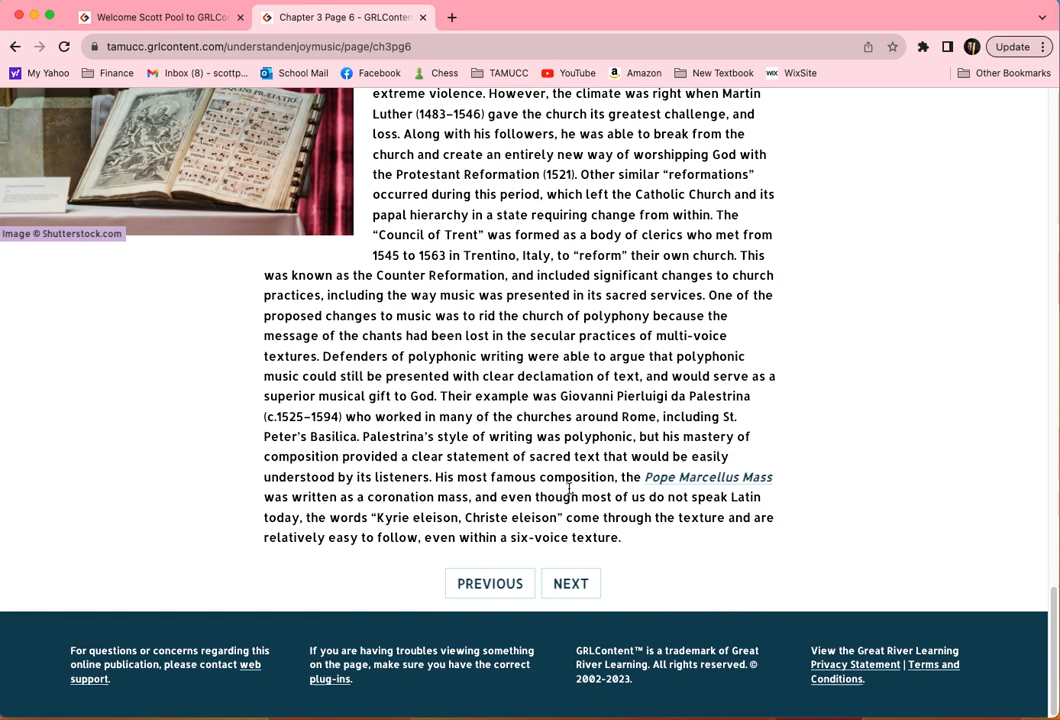 Welcome Scott Pool to GRLCo
Chapter 3 Page 6 - GRLConten
tamucc.grlcontent.com/understandenjoymusic/page/ch3pg6
Update
My Yahoo
Finance
Inbox (8) - scottp...
School Mail
Facebook
Chess
TAMUCC
YouTube
Amazon
New Textbook
WIX
WixSite
Other Bookmarks
extreme violence. However, the climate was right when Martin
Luther (1483–1546) gave the church its greatest challenge, and
loss. Along with his followers, he was able to break from the
church and create an entirely new way of worshipping God with
the Protestant Reformation (1521). Other similar “reformations”
occurred during this period, which left the Catholic Church and its
papal hierarchy in a state requiring change from within. The
“Council of Trent” was formed as a body of clerics who met from
1545 to 1563 in Trentino, Italy, to “reform” their own church. This
was known as the Counter Reformation, and included significant changes to church
practices, including the way music was presented in its sacred services. One of the
proposed changes to music was to rid the church of polyphony because the
message of the chants had been lost in the secular practices of multi-voice
textures. Defenders of polyphonic writing were able to argue that polyphonic
music could still be presented with clear declamation of text, and would serve as a
superior musical gift to God. Their example was Giovanni Pierluigi da Palestrina
(c.1525–1594) who worked in many of the churches around Rome, including St.
Peter’s Basilica. Palestrina’s style of writing was polyphonic, but his mastery of
composition provided a clear statement of sacred text that would be easily
understood by its listeners. His most famous composition, the Pope Marcellus Mass
was written as a coronation mass, and even though most of us do not speak Latin
today, the words “Kyrie eleison, Christe eleison” come through the texture and are
relatively easy to follow, even within a six-voice texture.
Image © Shutterstock.com
PREVIOUS
NEXT
For questions or concerns regarding this
online publication, please contact web
support.
If you are having troubles viewing something
on the page, make sure you have the correct
plug-ins.
GRLContent™ is a trademark of Great
River Learning. All rights reserved. ©
2002-2023.
View the Great River Learning
Privacy Statement | Terms and
Conditions.